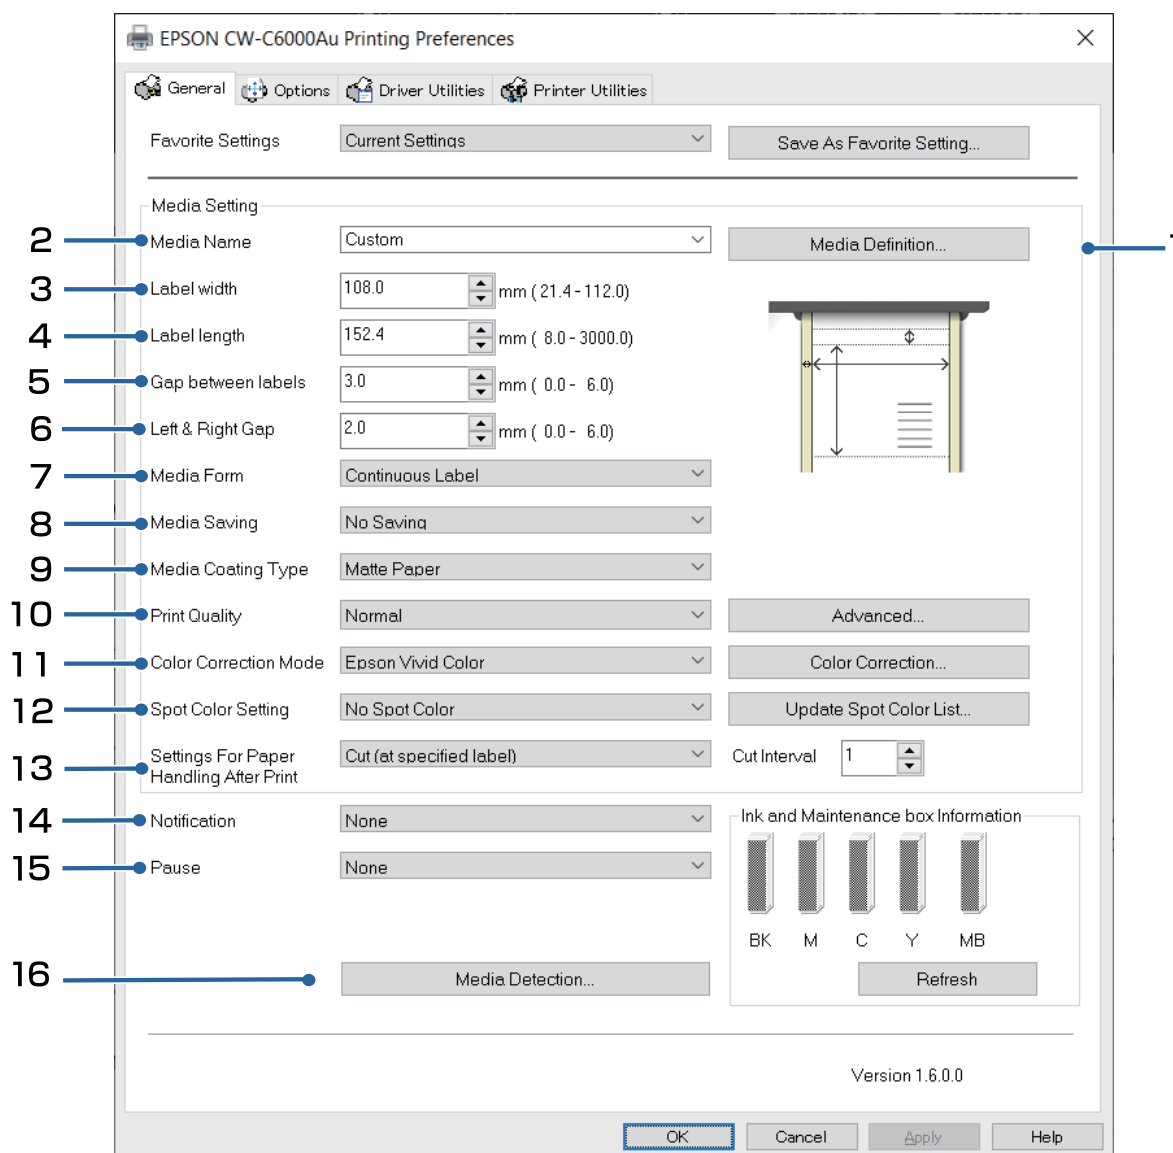 EPSON CW-C6000Au Printing Preferences
General Options Driver Utilities Printer Utilities
Favorite Settings Current Settings Save As Favorite Setting...
Media Setting
2 Media Name Custom Media Definition...
3 Label width 108.0 mm ( 21.4 - 112.0)
4 Label length 152.4 mm ( 8.0 - 3000.0)
5 Gap between labels 3.0 mm ( 0.0 - 6.0)
6 Left & Right Gap 2.0 mm ( 0.0 - 6.0)
7 Media Form Continuous Label
8 Media Saving No Saving
9 Media Coating Type Matte Paper
10 Print Quality Normal Advanced...
11 Color Correction Mode Epson Vivid Color Color Correction...
12 Spot Color Setting No Spot Color Update Spot Color List...
13 Settings For Paper Cut (at specified label) Cut Interval 1
Handling After Print
14 Notification None Ink and Maintenance box Information
15 Pause None
BK M C Y MB
16 Media Detection... Refresh
Version 1.6.0.0
OK Cancel Apply Help